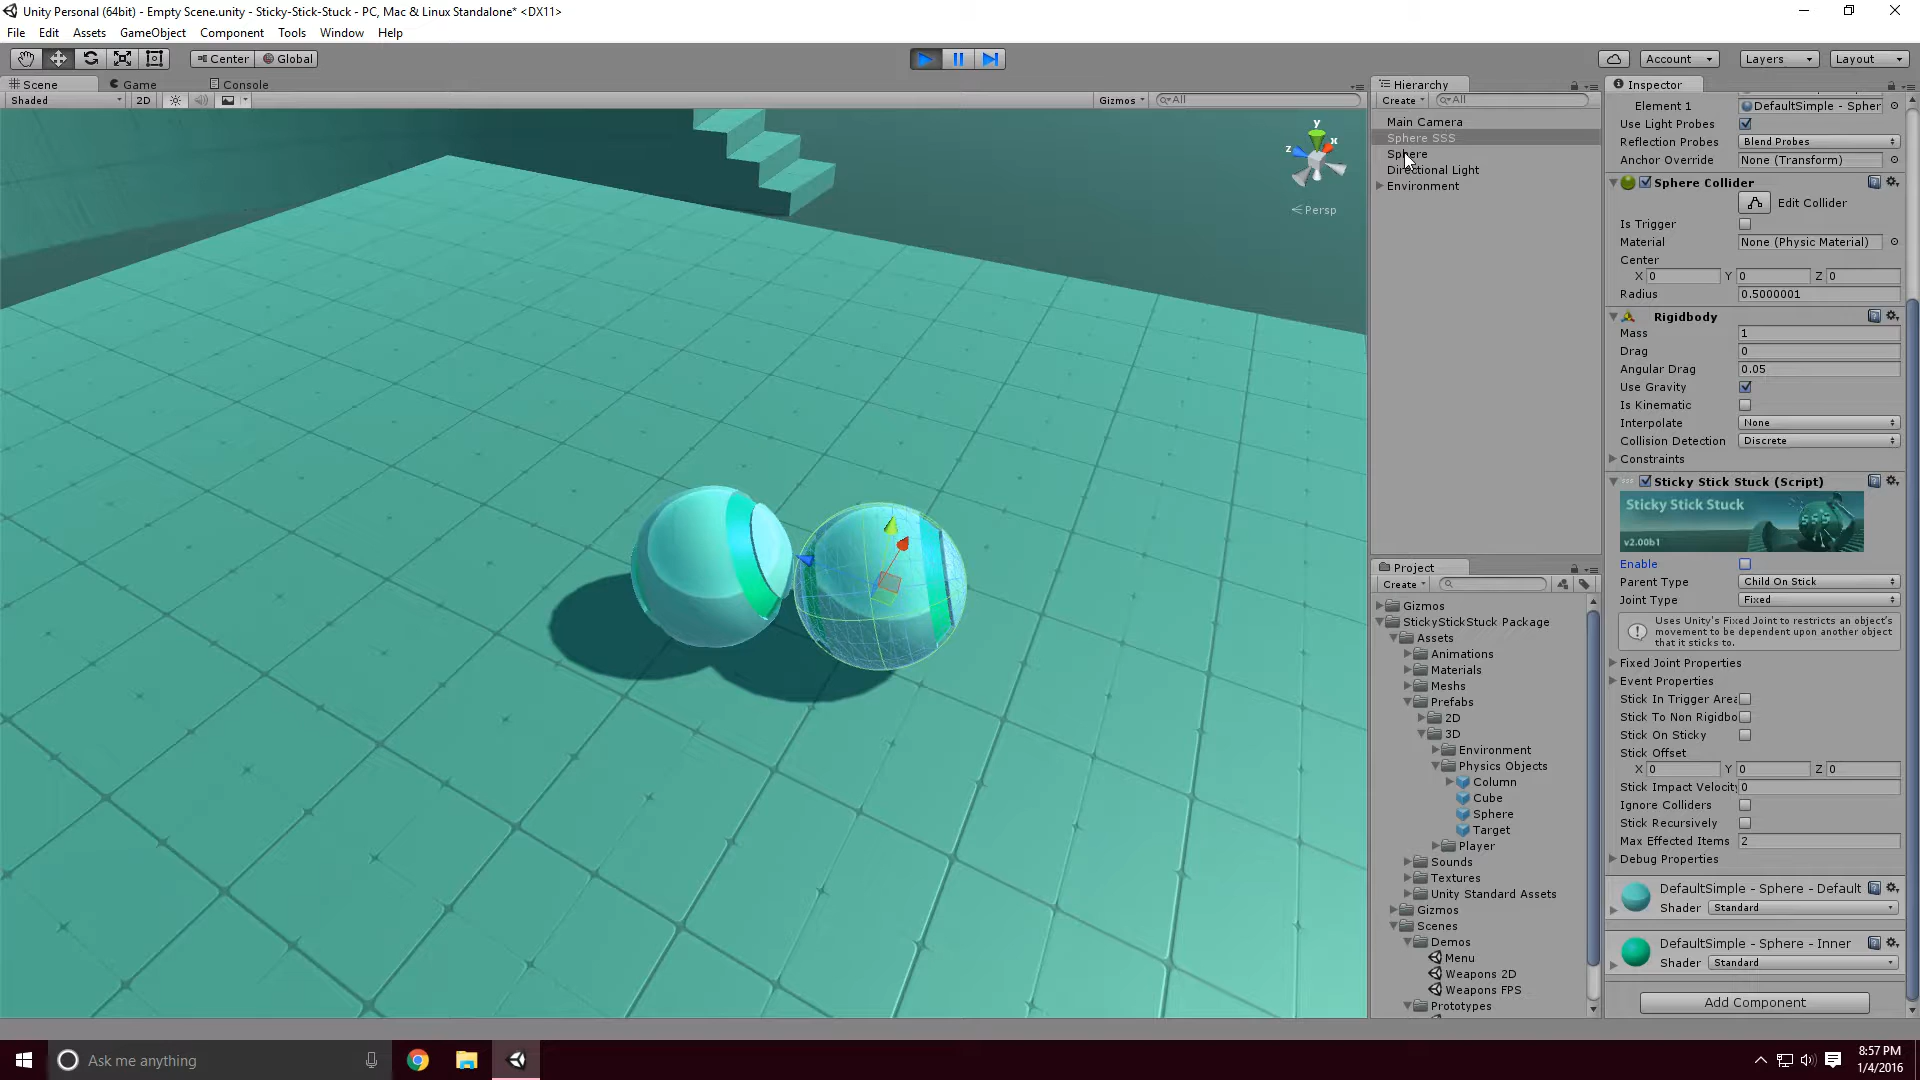 Unity Personal (64bit) - Empty Scene.unity - Sticky-Stick-Stuck - PC, Mac & Linux Standalone* <DX11>
File Edit Assets GameObject Component Tools Window Help
Center Global Account Layers Layout
Scene Game Console
Shaded 2D Gizmos All
y
x
z
Persp
Hierarchy
Create All
Main Camera
Sphere SSS
Sphere
Directional Light
Environment
Project
Create
Gizmos
StickyStickStuck Package
Assets
Animations
Materials
Meshes
Prefabs
2D
3D
Environment
Physics Objects
Column
Cube
Sphere
Target
Player
Sounds
Textures
Unity Standard Assets
Gizmos
Scenes
Demos
Menu
Weapons 2D
Weapons FPS
Prototypes
Inspector
Element 1 DefaultSimple - Spher
Use Light Probes
Reflection Probes Blend Probes
Anchor Override None (Transform)
Sphere Collider
Edit Collider
Is Trigger
Material None (Physic Material)
Center
X 0 Y 0 Z 0
Radius 0.5000001
Rigidbody
Mass 1
Drag 0
Angular Drag 0.05
Use Gravity
Is Kinematic
Interpolate None
Collision Detection Discrete
Constraints
Sticky Stick Stuck (Script)
Sticky Stick Stuck
SSS
v2.00b1
Enable
Parent Type Child On Stick
Joint Type Fixed
Uses Unity's Fixed Joint to restricts an object's
movement to be dependent upon another object
that it sticks to.
Fixed Joint Properties
Event Properties
Stick In Trigger Area
Stick To Non Rigidbo
Stick On Sticky
Stick Offset
X 0 Y 0 Z 0
Stick Impact Velocity 0
Ignore Colliders
Stick Recursively
Max Effected Items 2
Debug Properties
DefaultSimple - Sphere - Default
Shader Standard
DefaultSimple - Sphere - Inner
Shader Standard
Add Component
Ask me anything
8:57 PM
1/4/2016